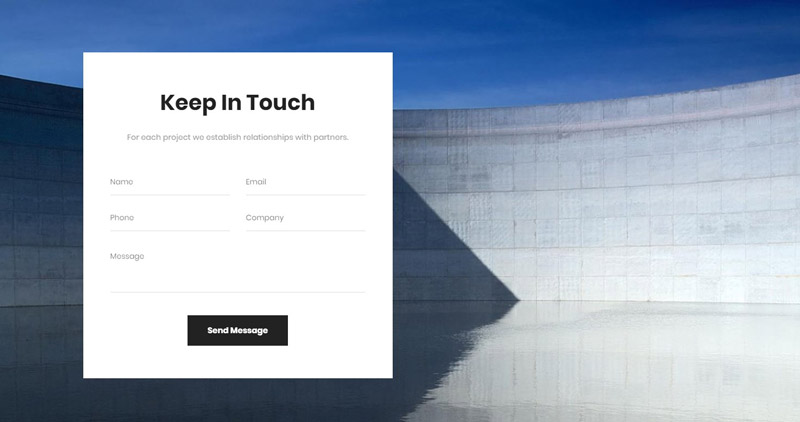 Keep In Touch
For each project we establish relationships with partners.
Name Email
Phone Company
Message
Send Message